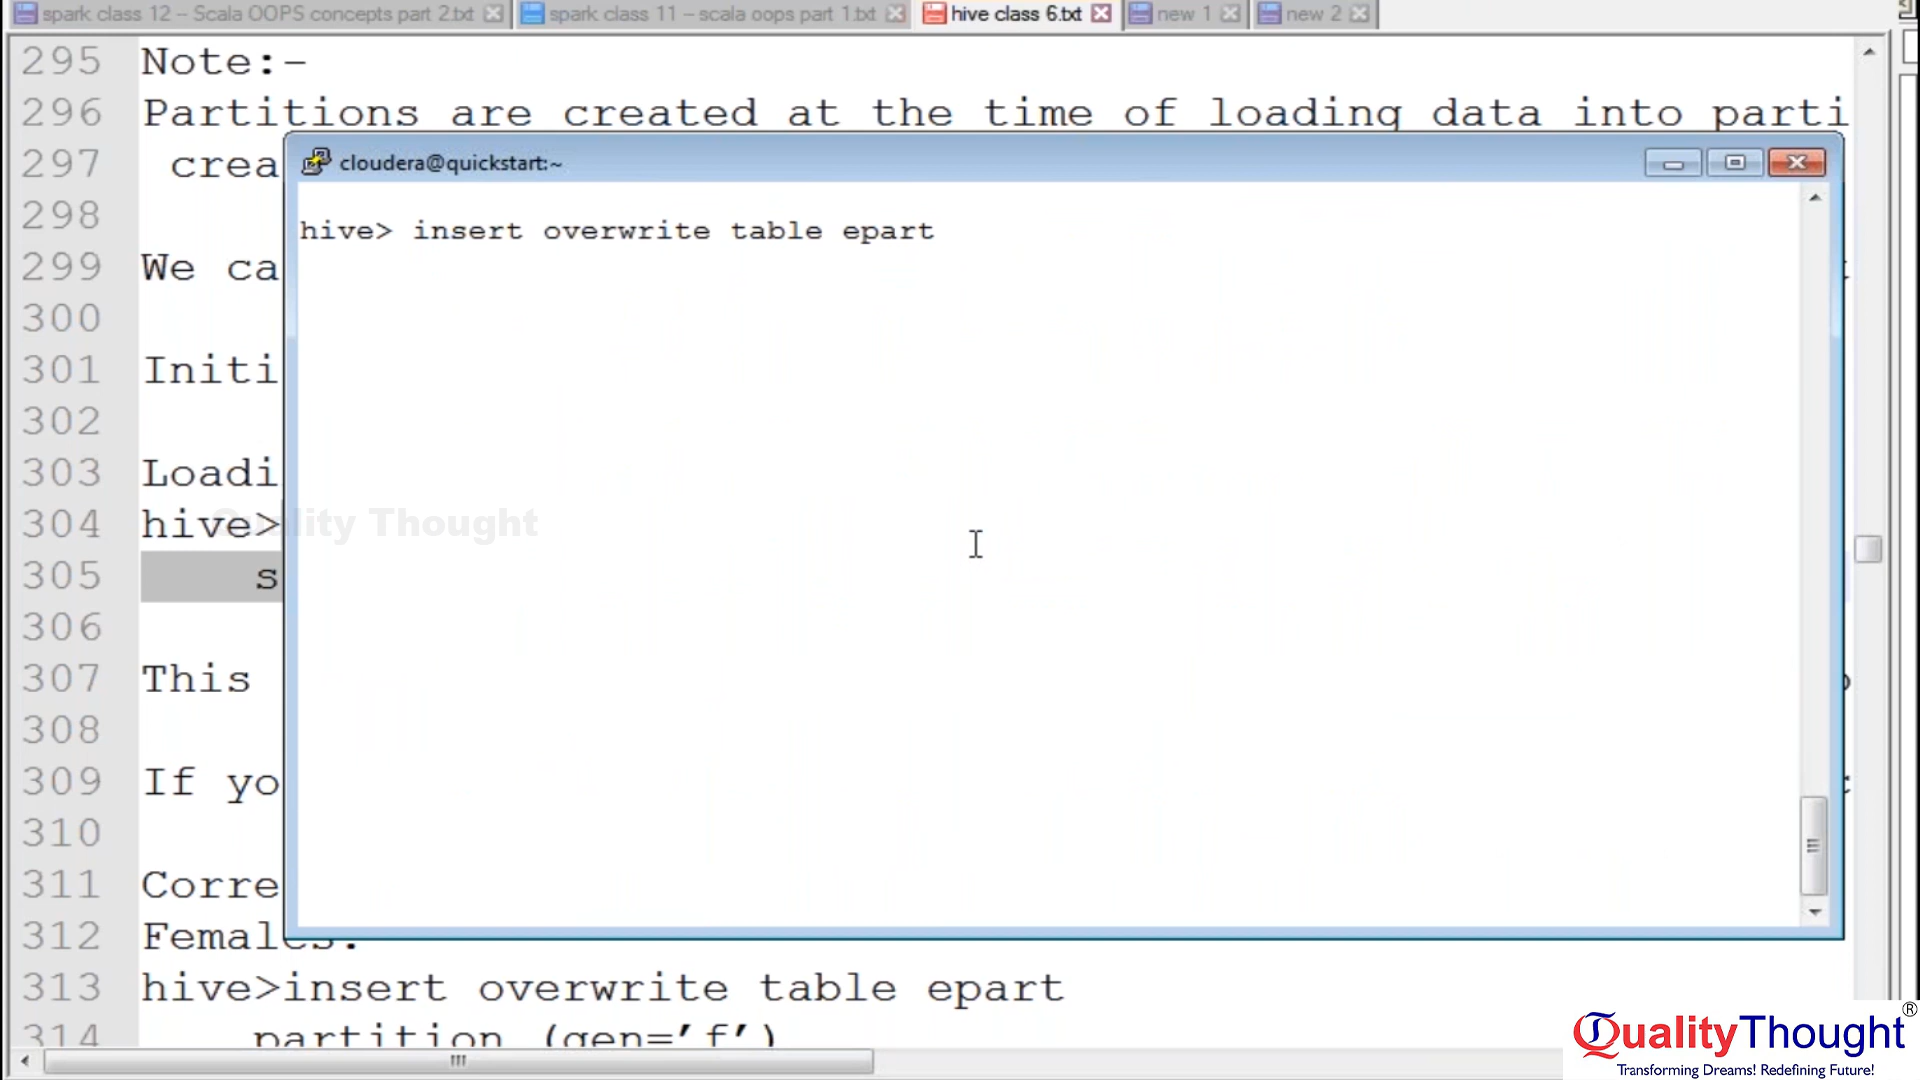 spark class 12 – Scala OOPS concepts part 2.txt
spark class 11 – scala oops part 1.txt
hive class 6.txt
new 1
new 2
295 Note:-
296 Partitions are created at the time of loading data into parti
297 crea
cloudera@quickstart:~
298
hive> insert overwrite table epart
299 We ca
300
301 Initi
302
303 Loadi
304 hive>
Quality Thought
305 s
306
307 This
308
309 If yo
310
311 Corre
312 Females:
313 hive>insert overwrite table epart
314 partition (gen='f')
QualityThought®
Transforming Dreams! Redefining Future!